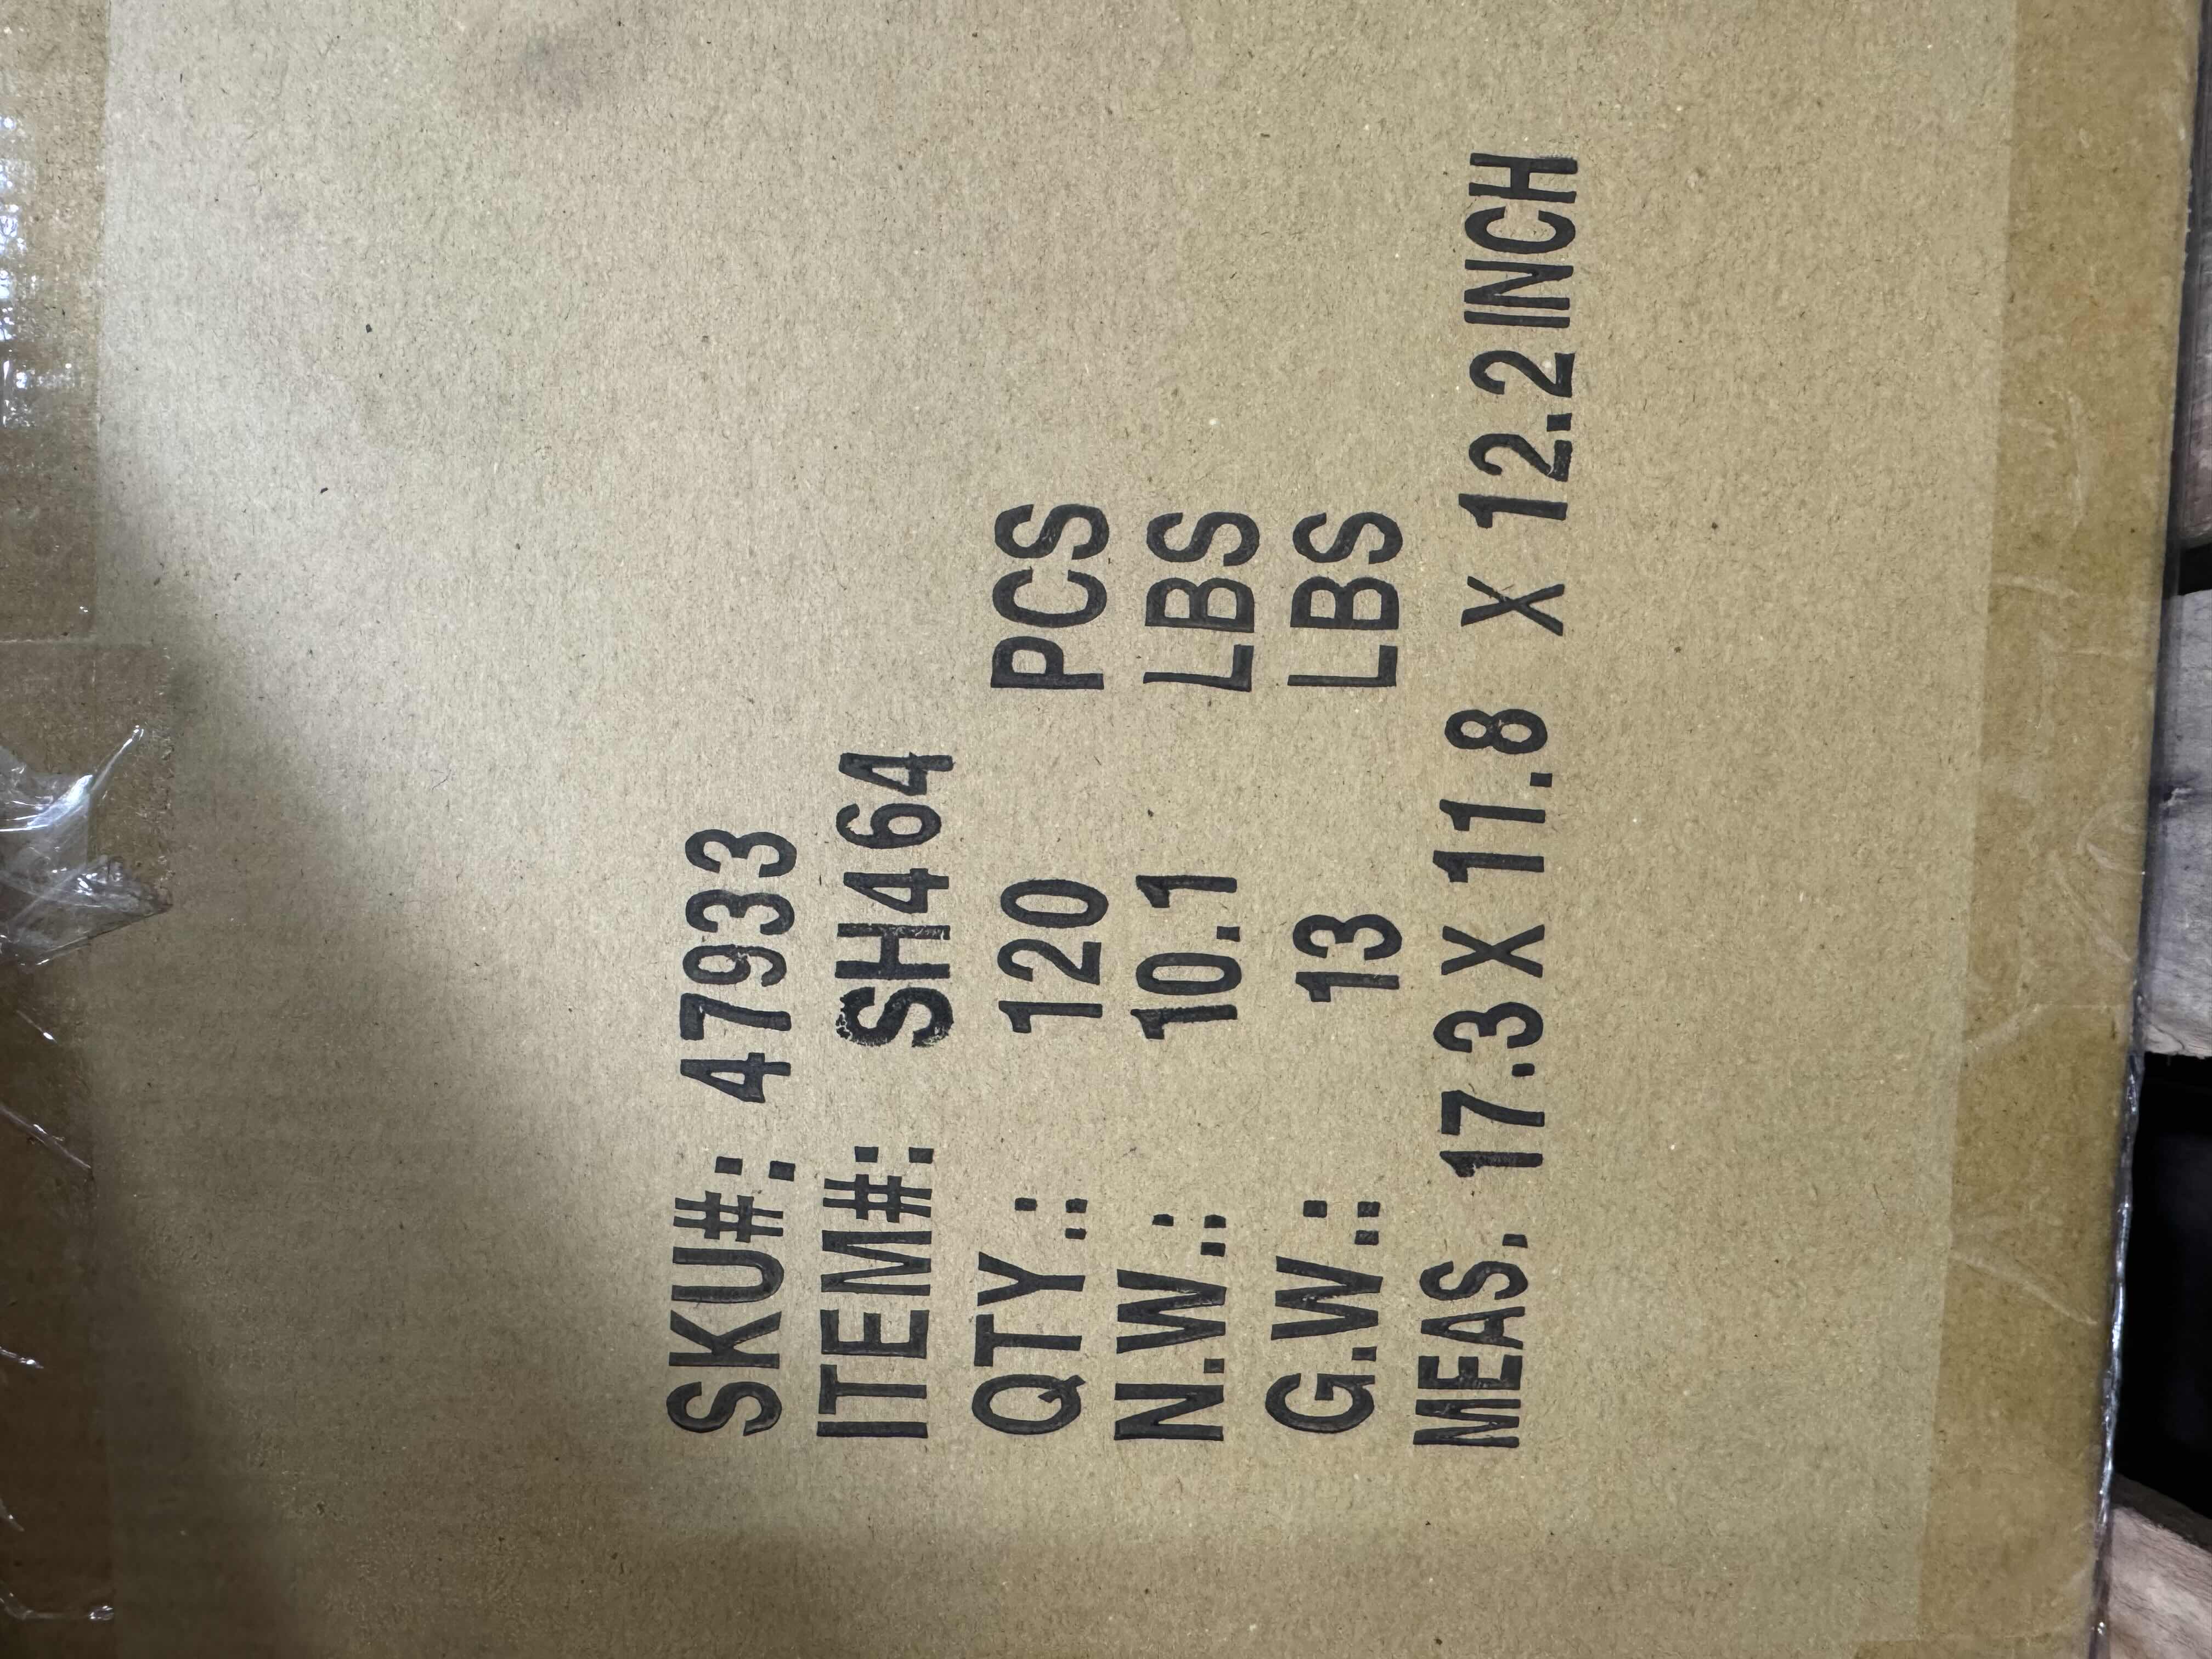 SKU#: 47933
ITEM#: SH464
QTY.: 120 PCS
N.W.: 10.1 LBS
G.W.: 13 LBS
MEAS. 17.3 X 11.8 X 12.2 INCH